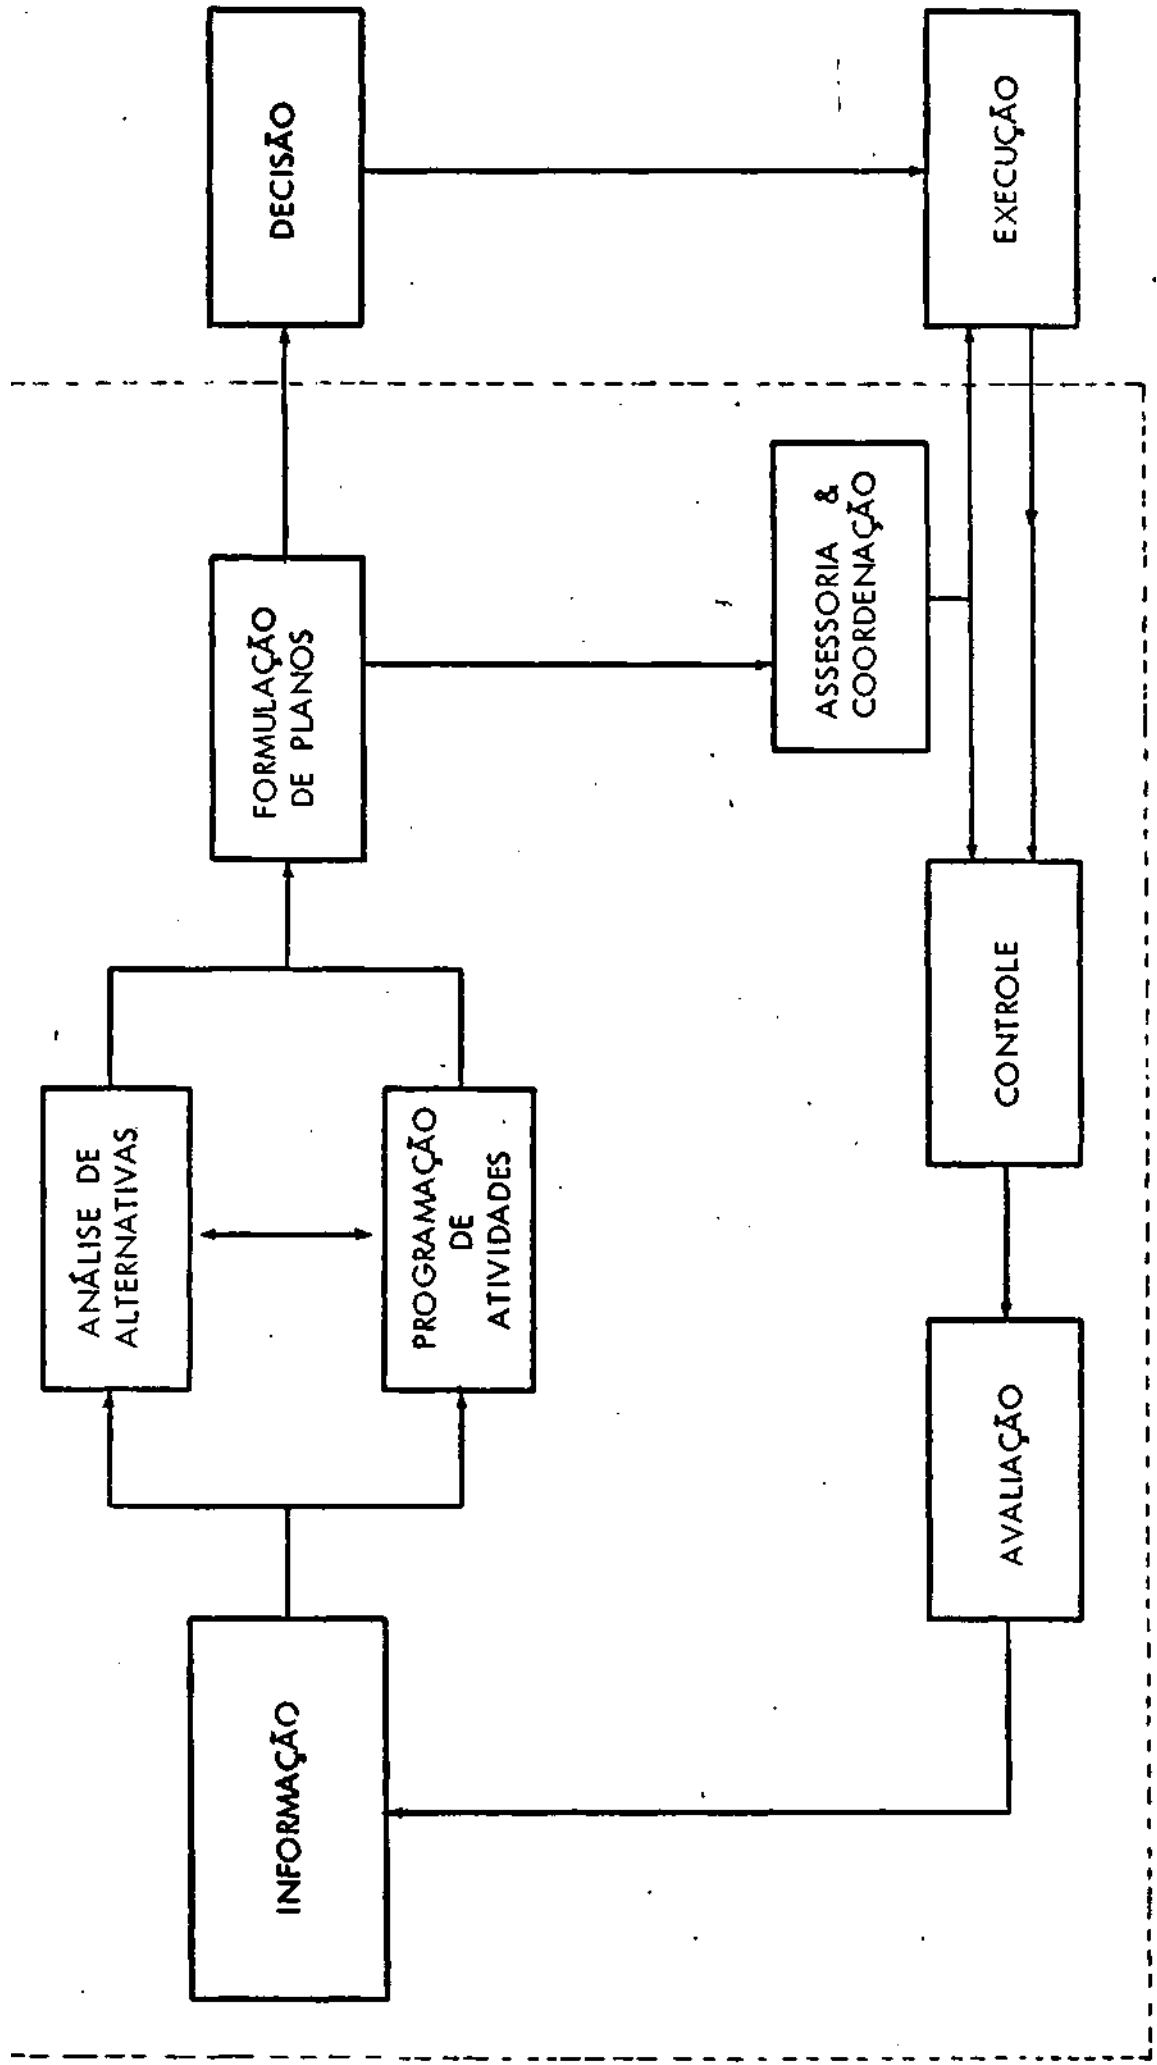 INFORMAÇÃO
ANÁLISE DE
ALTERNATIVAS
PROGRAMAÇÃO
DE
ATIVIDADES
FORMULAÇÃO
DE PLANOS
DECISÃO
ASSESSORIA &
COORDENAÇÃO
AVALIAÇÃO
CONTROLE
EXECUÇÃO